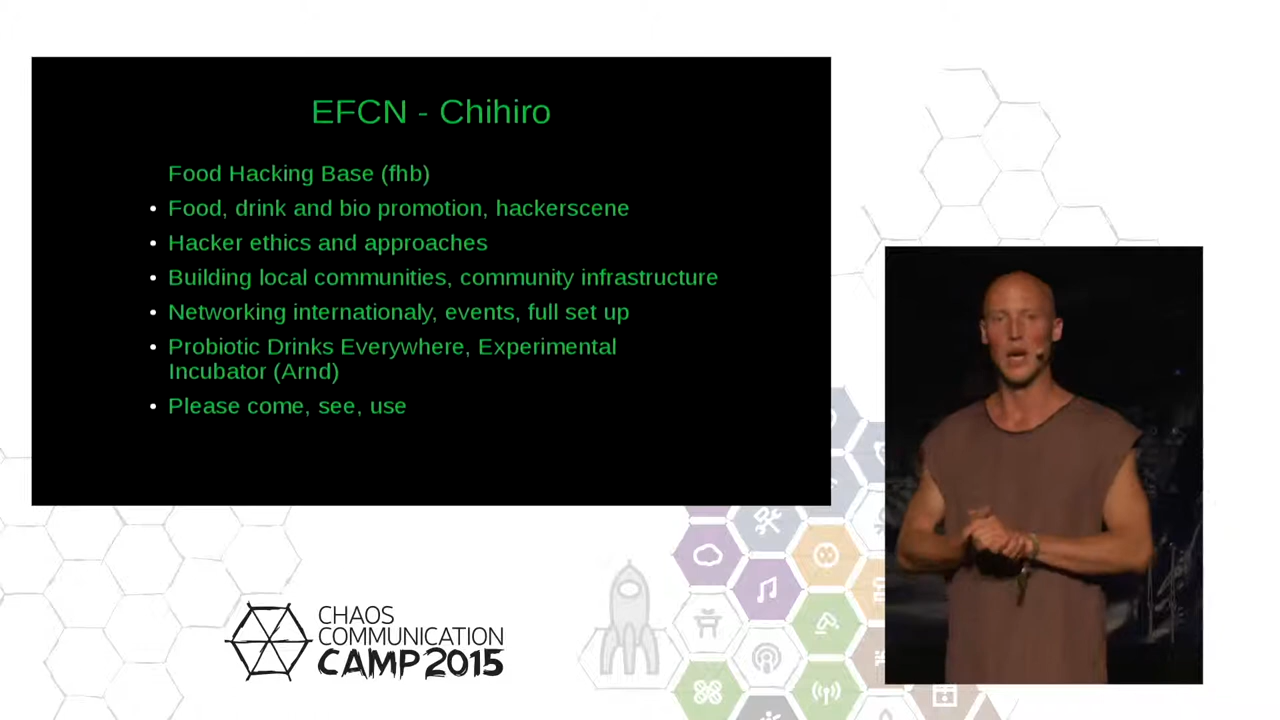 EFCN - Chihiro
Food Hacking Base (fhb)
• Food, drink and bio promotion, hackerscene
• Hacker ethics and approaches
• Building local communities, community infrastructure
• Networking internationaly, events, full set up
• Probiotic Drinks Everywhere, Experimental
Incubator (Arnd)
• Please come, see, use
CHAOS
COMMUNICATION
CAMP 2015